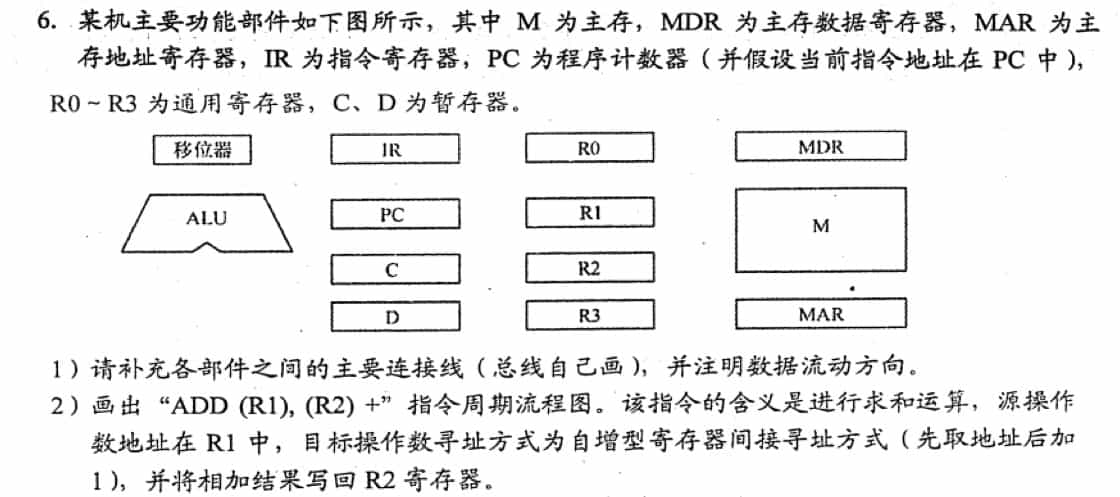 6. 某机主要功能部件如下图所示，其中 M 为主存，MDR 为主存数据寄存器，MAR 为主
存地址寄存器，IR 为指令寄存器，PC 为程序计数器（并假设当前指令地址在 PC 中），
R0 ~ R3 为通用寄存器，C、D 为暂存器。
移位器 IR R0 MDR
ALU PC R1 M
C R2
D R3 MAR
1）请补充各部件之间的主要连接线（总线自己画），并注明数据流动方向。
2）画出 “ADD (R1), (R2) +” 指令周期流程图。该指令的含义是进行求和运算，源操作
数地址在 R1 中，目标操作数寻址方式为自增型寄存器间接寻址方式（先取地址后加
1），并将相加结果写回 R2 寄存器。